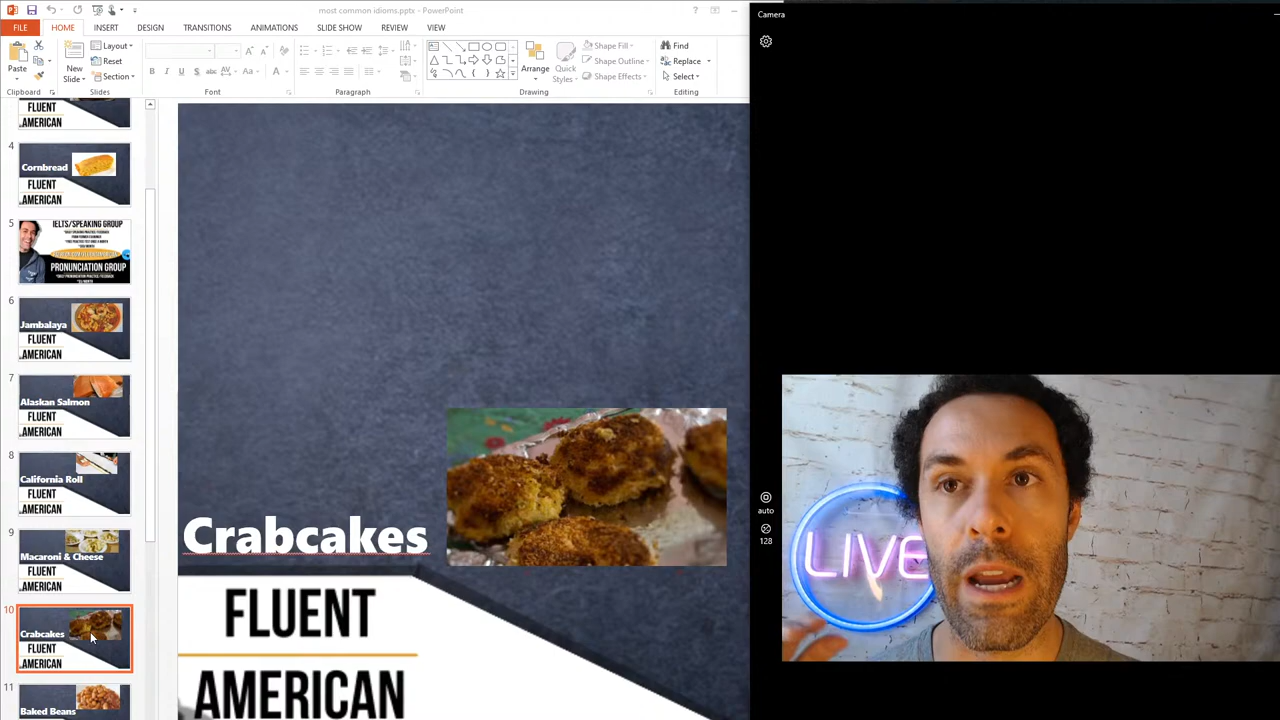 most common idioms.pptx - PowerPoint
?
Camera
FILE
HOME
INSERT
DESIGN
TRANSITIONS
ANIMATIONS
SLIDE SHOW
REVIEW
VIEW
Paste
Clipboard
New
Slide
Layout
Reset
Section
Slides
B I U S abc AV Aa A
Font
Paragraph
Arrange
Quick
Styles
Shape Fill
Shape Outline
Shape Effects
Drawing
Find
Replace
Select
Editing
FLUENT
AMERICAN
4
Cornbread
FLUENT
AMERICAN
5
IELTS/SPEAKING GROUP
PRONUNCIATION GROUP
6
Jambalaya
FLUENT
AMERICAN
7
Alaskan Salmon
FLUENT
AMERICAN
8
California Roll
FLUENT
AMERICAN
9
Macaroni & Cheese
FLUENT
AMERICAN
10
Crabcakes
FLUENT
AMERICAN
11
Baked Beans
Crabcakes
FLUENT
AMERICAN
auto
128
LIVE